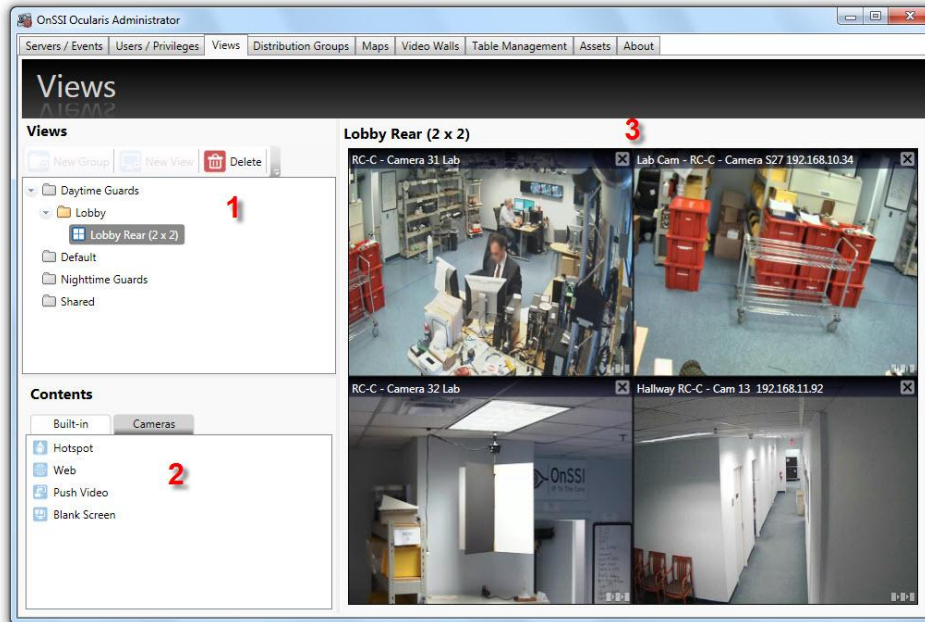 OnSSI Ocularis Administrator
Servers / Events Users / Privileges Views Distribution Groups Maps Video Walls Table Management Assets About
Views
Views
New Group New View Delete
1
Daytime Guards
Lobby
Lobby Rear (2 x 2)
Default
Nighttime Guards
Shared
Contents
Built-in Cameras
Hotspot
Web
2
Push Video
Blank Screen
Lobby Rear (2 x 2)
3
RC-C - Camera 31 Lab
Lab Cam - RC-C - Camera S27 192.168.10.34
RC-C - Camera 32 Lab
OnSSI
Hallway RC-C - Cam 13 192.168.11.92